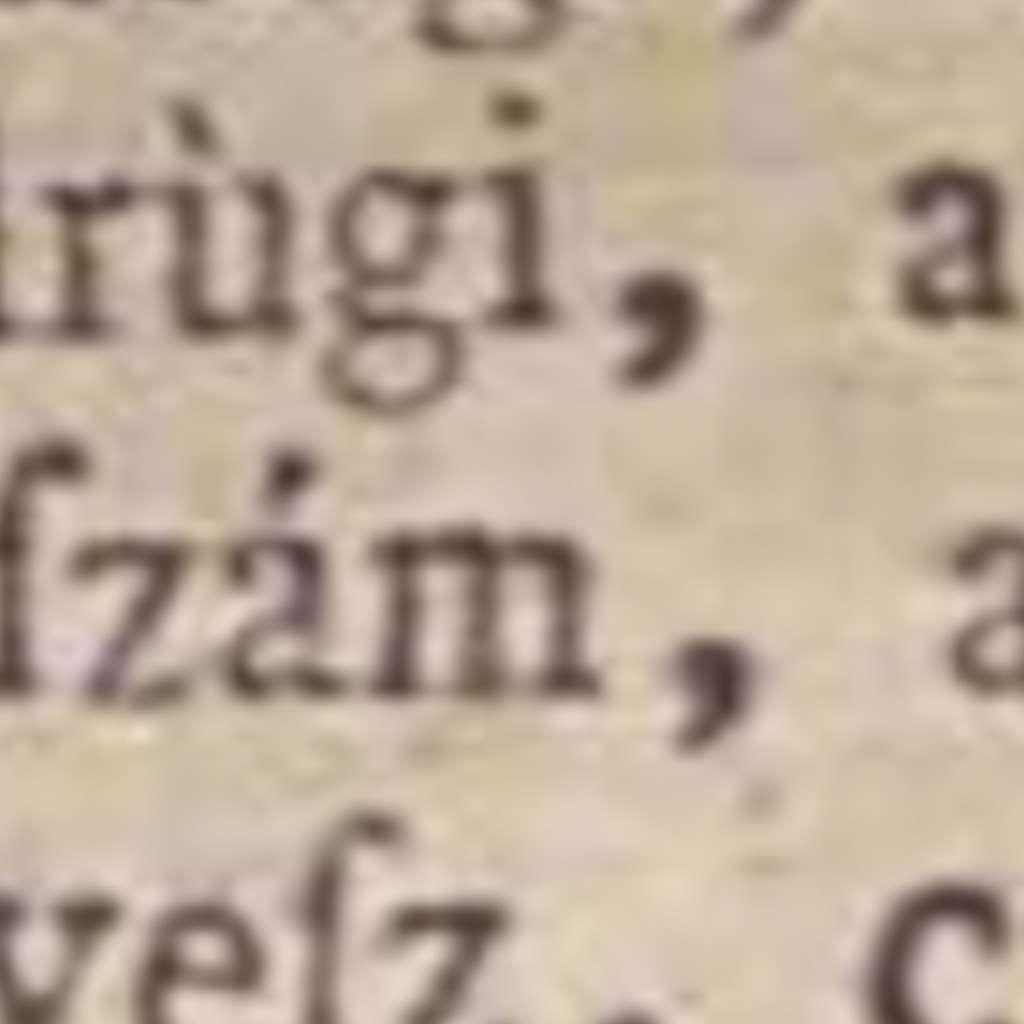 rùgi, a
ſzám, a
veſz, c